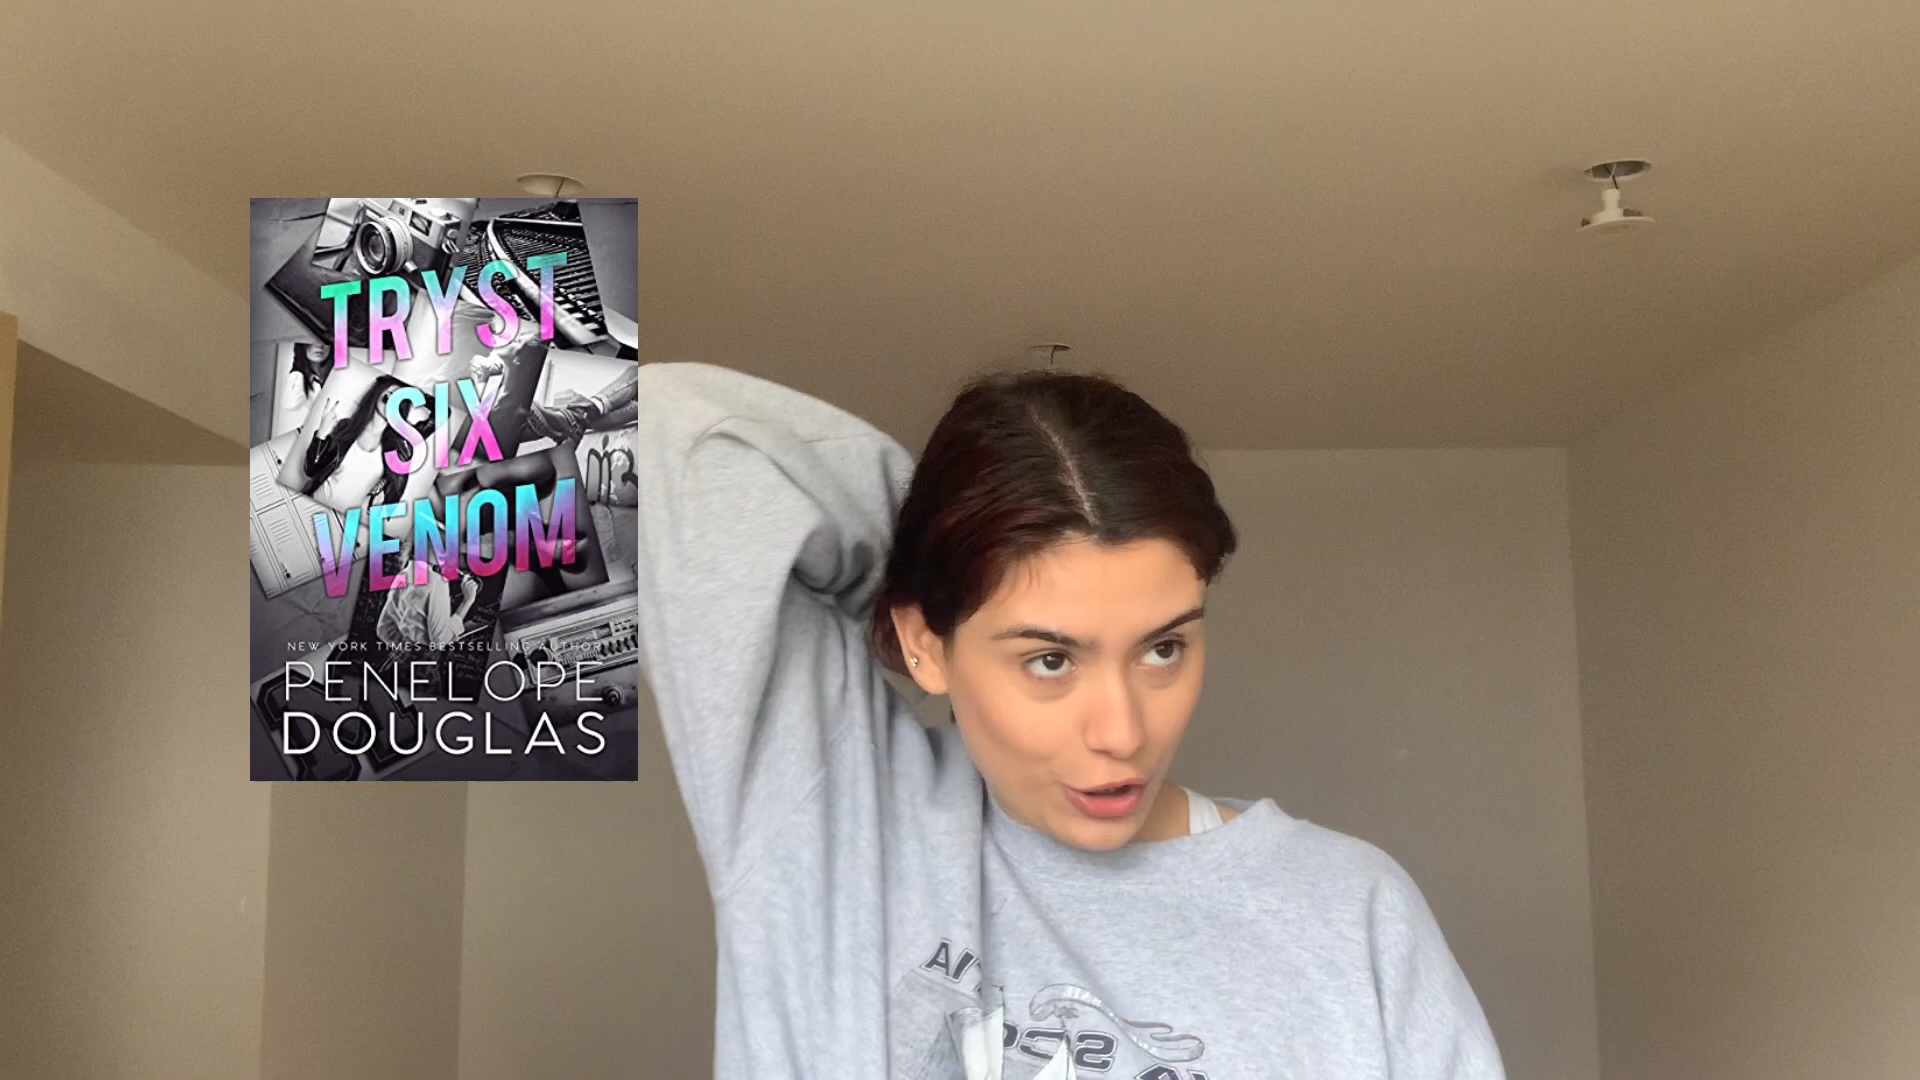 TRYST
SIX
VENOM
NEW YORK TIMES BESTSELLING AUTHOR
PENELOPE
DOUGLAS